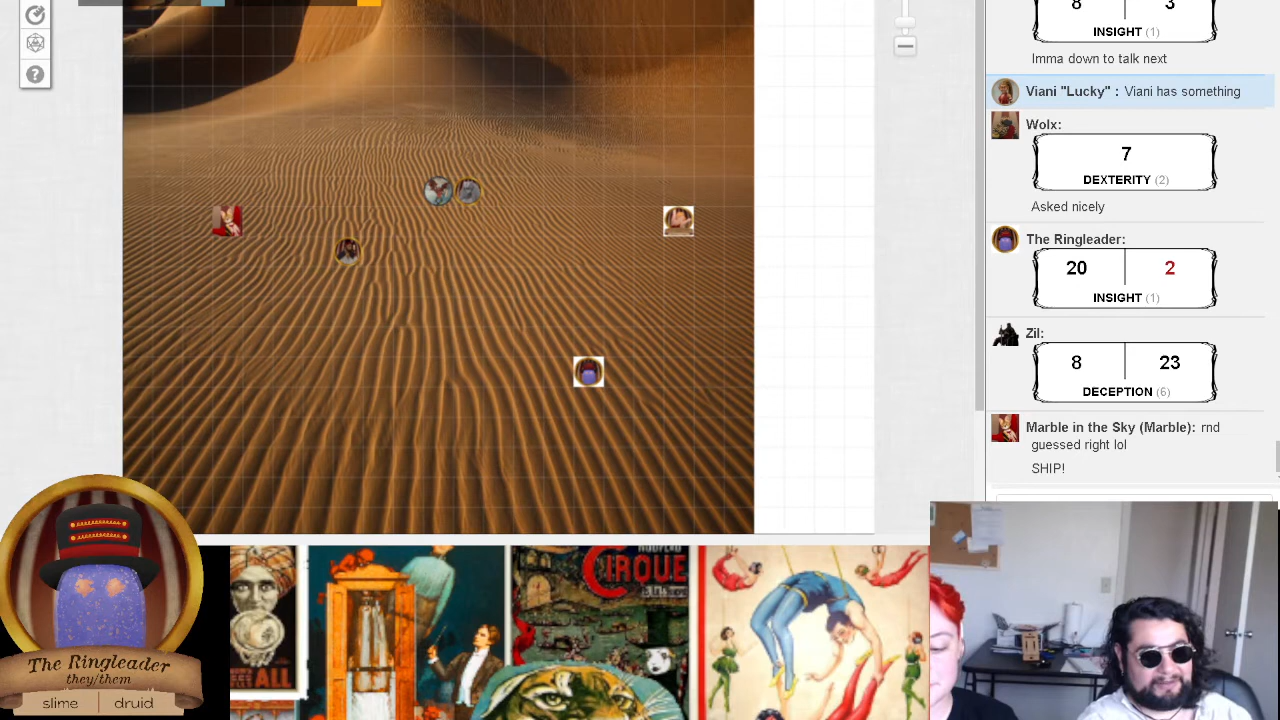 8 3
INSIGHT (1)
Imma down to talk next
Viani "Lucky" : Viani has something
Wolx:
7
DEXTERITY (2)
Asked nicely
The Ringleader:
20 2
INSIGHT (1)
Zil:
8 23
DECEPTION (6)
Marble in the Sky (Marble): rnd
guessed right lol
SHIP!
The Ringleader
they/them
slime druid
ALL
CIRQUE